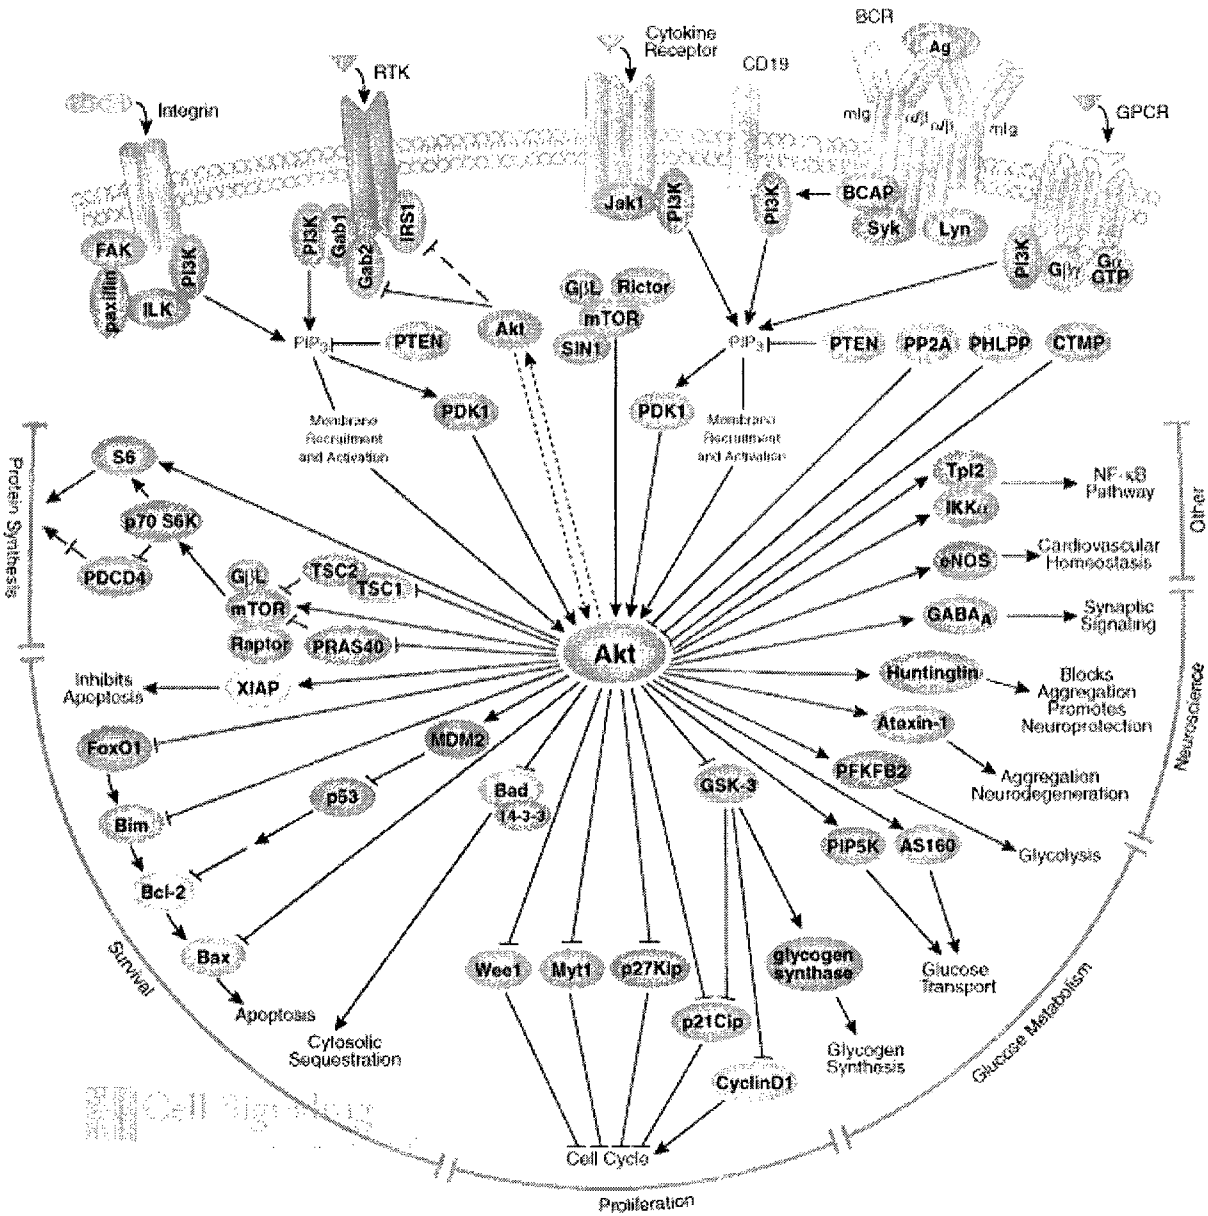 BCR
Cytokine
Receptor
Ag
CD19
RTK
Integrin
GPCR
mIg
α/β
α/β
mIg
FAK
paxillin
ILK
PI3K
PI3K
Gab1
Gab2
IRS1
Jak1
PI3K
PI3K
BCAP
Syk
Lyn
PI3K
Gβγ
Gα
GTP
GβL
Rictor
mTOR
SIN1
Akt
PIP3
PTEN
PIP3
PTEN
PP2A
PHLPP
CTMP
PDK1
PDK1
Membrane
Recruitment
and Activation
Membrane
Recruitment
and Activation
Protein Synthesis
S6
p70 S6K
PDCD4
GβL
mTOR
Raptor
TSC2
TSC1
PRAS40
Akt
Tpl2
IKKα
NF-κB
Pathway
Other
eNOS
Cardiovascular
Homeostasis
GABAA
Synaptic
Signaling
Huntingtin
Blocks
Aggregation
Promotes
Neuroprotection
Neuroscience
Ataxin-1
Aggregation
Neurodegeneration
Inhibits
Apoptosis
XIAP
FoxO1
MDM2
Bim
p53
Bad
14-3-3
GSK-3
PFKFB2
PIP5K
AS160
Glycolysis
Bcl-2
Bax
Apoptosis
Survival
Cytosolic
Sequestration
Wee1
Myt1
p27Kip
p21Cip
CyclinD1
glycogen
synthase
Glycogen
Synthesis
Glucose
Transport
Glucose Metabolism
Cell Signaling
Cell Cycle
Proliferation